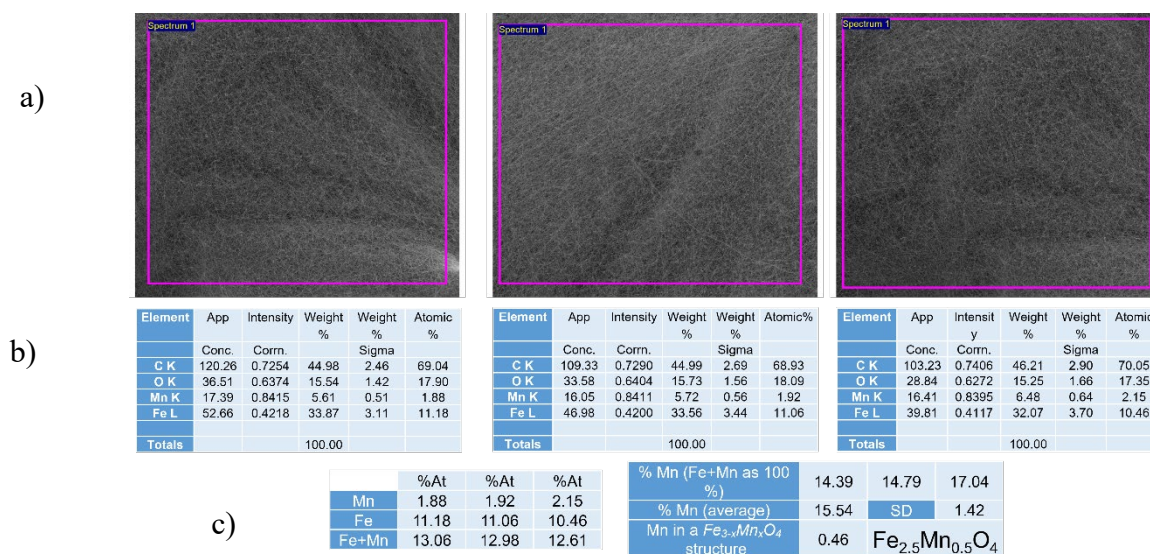 a)
Spectrum 1
Spectrum 1
Spectrum 1
b)
Element App Intensity Weight Weight Atomic
% % %
Conc. Corrn. Sigma
C K 120.26 0.7254 44.98 2.46 69.04
O K 36.51 0.6374 15.54 1.42 17.90
Mn K 17.39 0.8415 5.61 0.51 1.88
Fe L 52.66 0.4218 33.87 3.11 11.18
Totals 100.00
Element App Intensity Weight Weight Atomic%
% %
Conc. Corrn. Sigma
C K 109.33 0.7290 44.99 2.69 68.93
O K 33.58 0.6404 15.73 1.56 18.09
Mn K 16.05 0.8411 5.72 0.56 1.92
Fe L 46.98 0.4200 33.56 3.44 11.06
Totals 100.00
Element App Intensit Weight Weight Atomic
y % % %
Conc. Corrn. Sigma
C K 103.23 0.7406 46.21 2.90 70.05
O K 28.84 0.6272 15.25 1.66 17.35
Mn K 16.41 0.8395 6.48 0.64 2.15
Fe L 39.81 0.4117 32.07 3.70 10.46
Totals 100.00
c)
%At %At %At
Mn 1.88 1.92 2.15
Fe 11.18 11.06 10.46
Fe+Mn 13.06 12.98 12.61
% Mn (Fe+Mn as 100
%) 14.39 14.79 17.04
% Mn (average) 15.54 SD 1.42
Mn in a Fe₃₋ₓMnₓO₄
structure 0.46 Fe₂.₅Mn₀.₅O₄